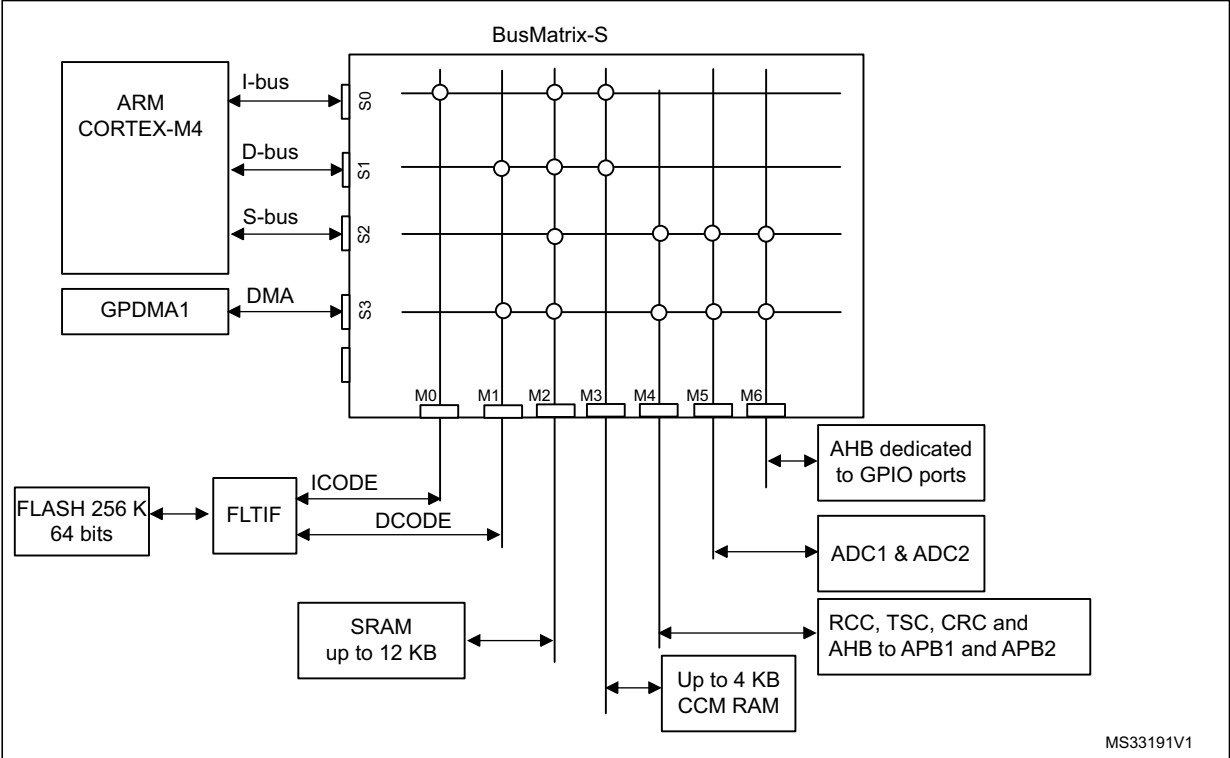 BusMatrix-S
ARM
CORTEX-M4
I-bus
D-bus
S-bus
S0
S1
S2
S3
GPDMA1
DMA
M0
M1
M2
M3
M4
M5
M6
AHB dedicated
to GPIO ports
FLASH 256 K
64 bits
FLTIF
ICODE
DCODE
ADC1 & ADC2
SRAM
up to 12 KB
RCC, TSC, CRC and
AHB to APB1 and APB2
Up to 4 KB
CCM RAM
MS33191V1